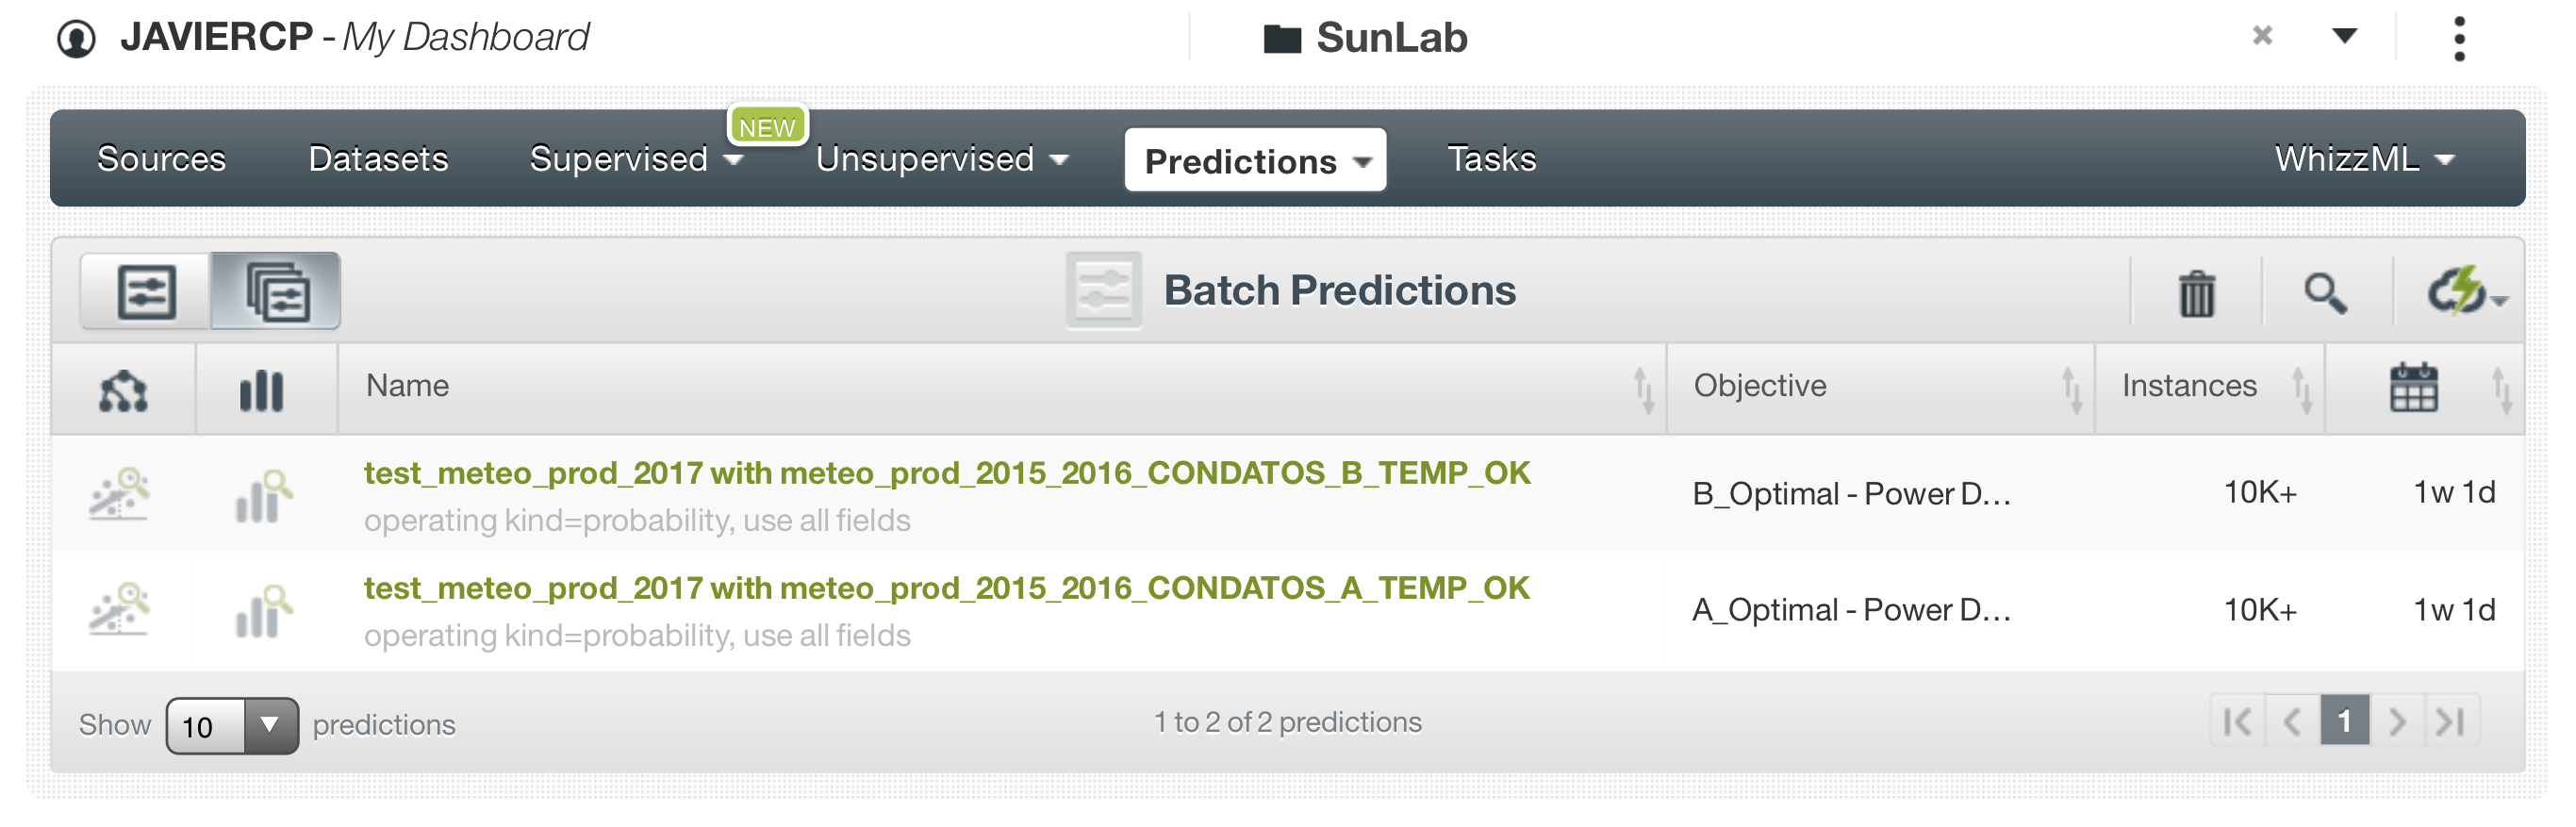 JAVIERCP - My Dashboard
SunLab
NEW
Sources Datasets Supervised Unsupervised Predictions Tasks WhizzML
Batch Predictions
Name Objective Instances
test_meteo_prod_2017 with meteo_prod_2015_2016_CONDATOS_B_TEMP_OK
operating kind=probability, use all fields
B_Optimal - Power D... 10K+ 1w 1d
test_meteo_prod_2017 with meteo_prod_2015_2016_CONDATOS_A_TEMP_OK
operating kind=probability, use all fields
A_Optimal - Power D... 10K+ 1w 1d
Show 10 predictions 1 to 2 of 2 predictions 1